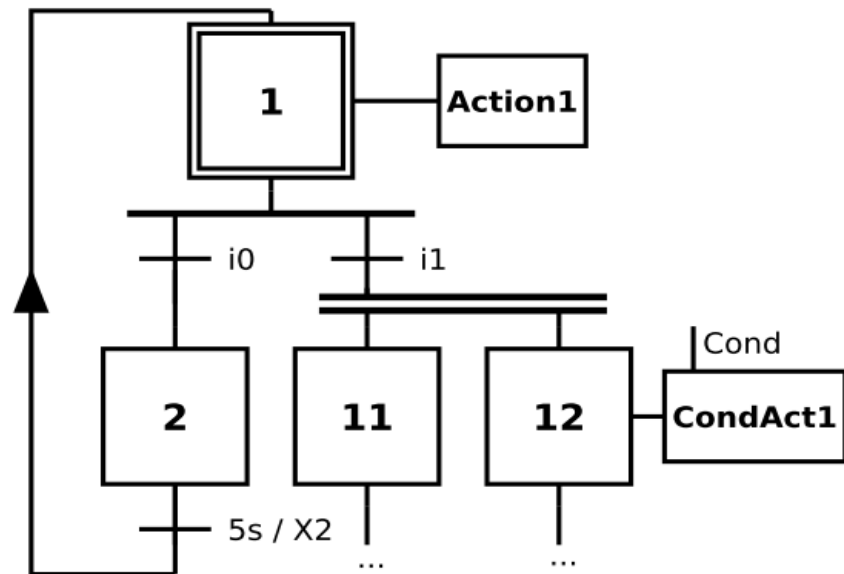 1
Action1
i0
i1
Cond
2
11
12
CondAct1
5s / X2
...
...